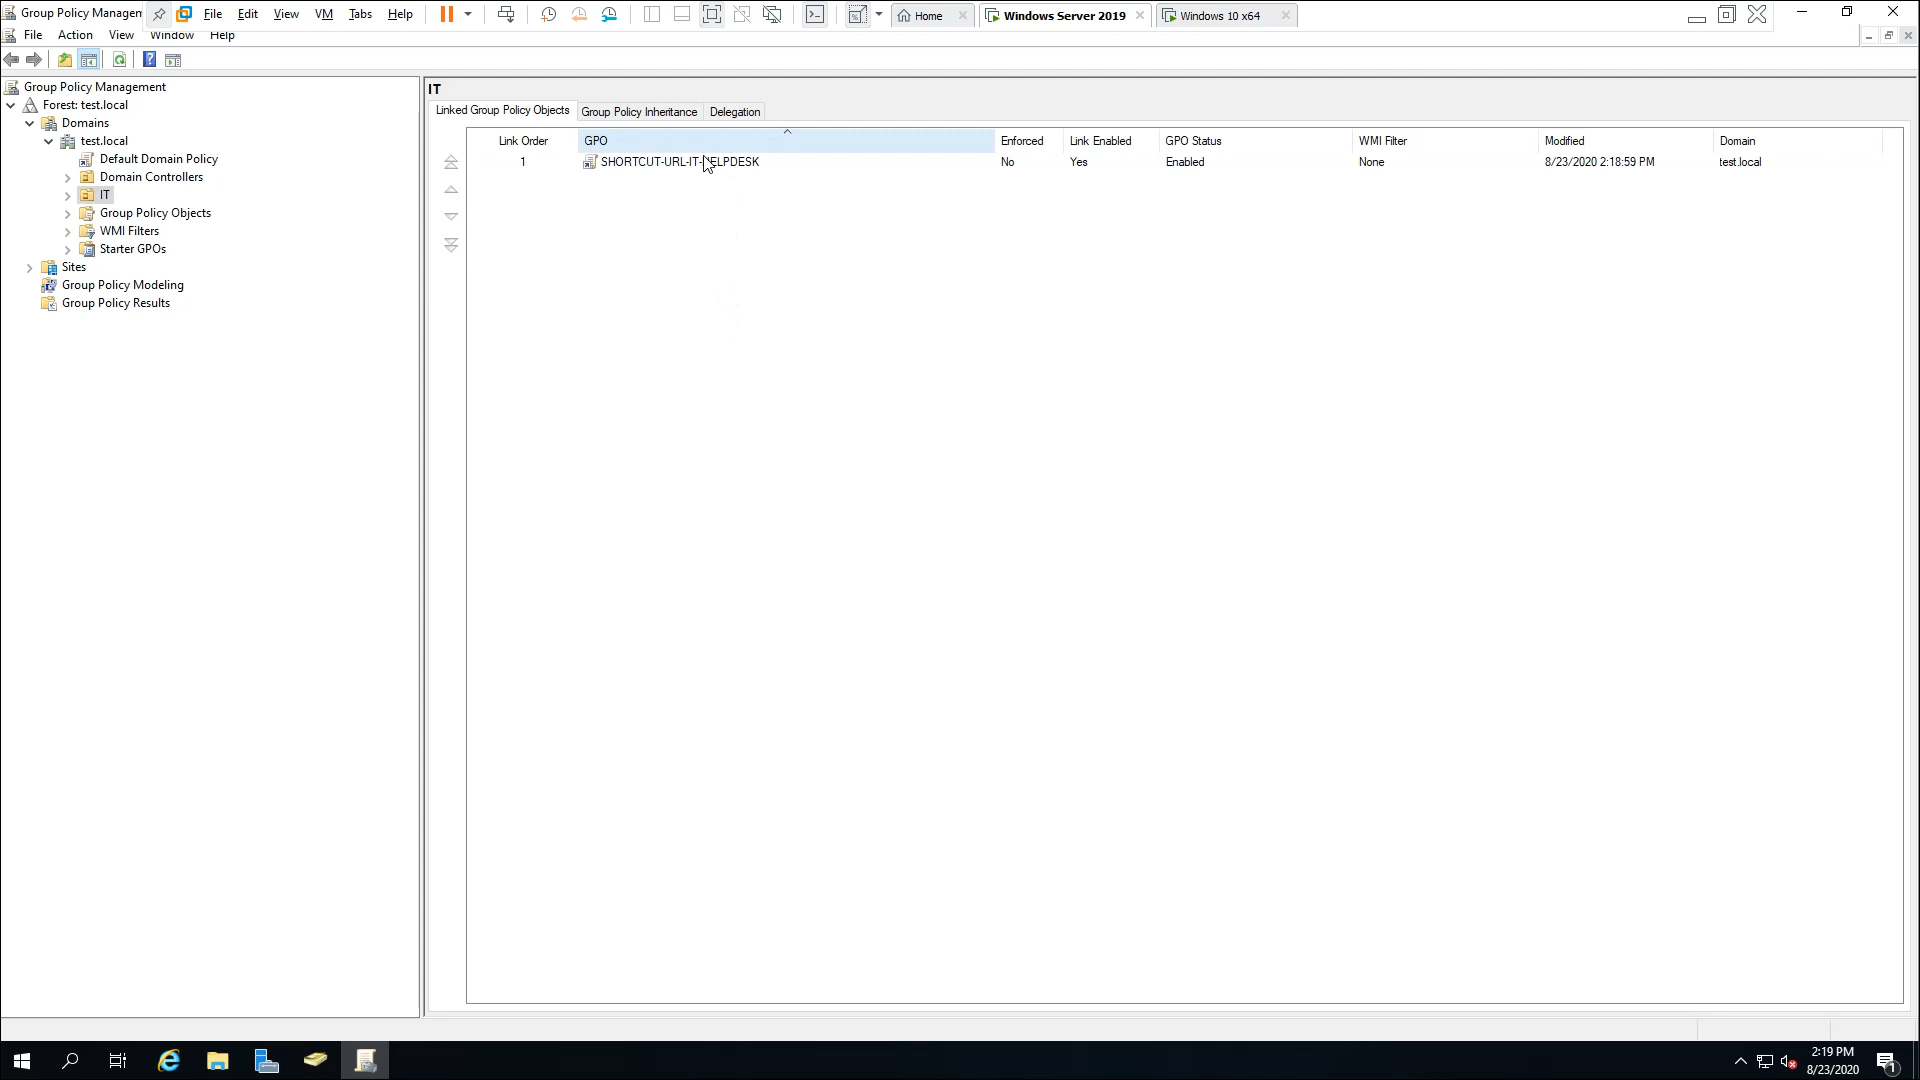 Group Policy Managen
File Edit View VM Tabs Help
Home
Windows Server 2019
Windows 10 x64
File Action View Window Help
Group Policy Management
Forest: test.local
Domains
test.local
Default Domain Policy
Domain Controllers
IT
Group Policy Objects
WMI Filters
Starter GPOs
Sites
Group Policy Modeling
Group Policy Results
IT
Linked Group Policy Objects Group Policy Inheritance Delegation
Link Order GPO Enforced Link Enabled GPO Status WMI Filter Modified Domain
1 SHORTCUT-URL-IT-HELPDESK No Yes Enabled None 8/23/2020 2:18:59 PM test.local
2:19 PM
8/23/2020
1